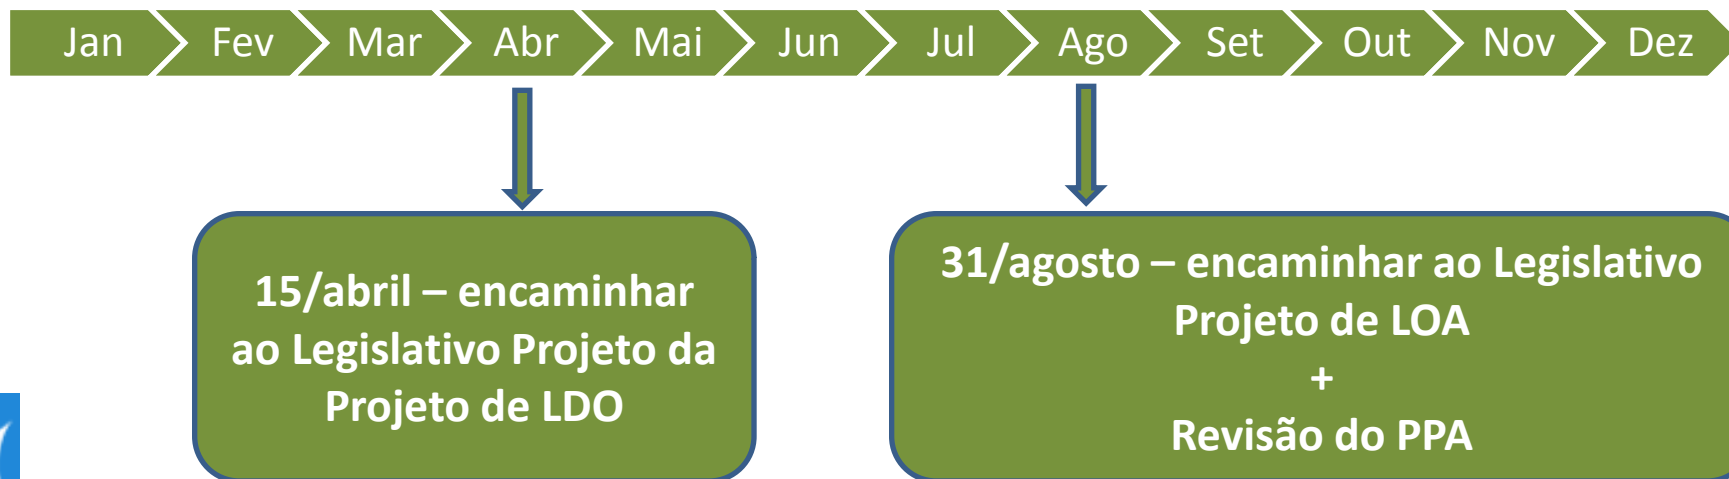 Jan Fev Mar Abr Mai Jun Jul Ago Set Out Nov Dez
15/abril – encaminhar
ao Legislativo Projeto da
Projeto de LDO
31/agosto – encaminhar ao Legislativo
Projeto de LOA
+
Revisão do PPA